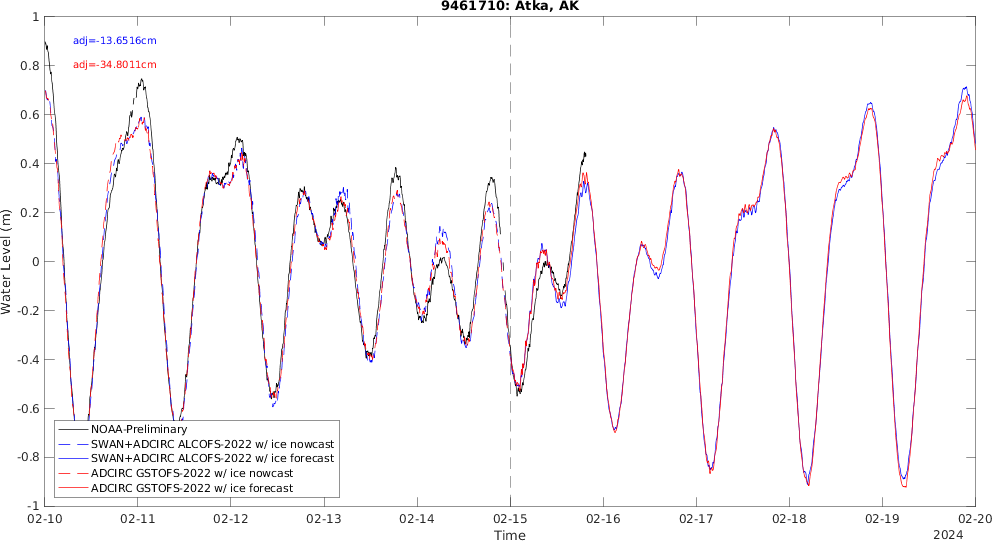 9461710: Atka, AK
adj=-13.6516cm
adj=-34.8011cm
Water Level (m)
1
0.8
0.6
0.4
0.2
0
-0.2
-0.4
-0.6
-0.8
-1
NOAA-Preliminary
SWAN+ADCIRC ALCOFS-2022 w/ ice nowcast
SWAN+ADCIRC ALCOFS-2022 w/ ice forecast
ADCIRC GSTOFS-2022 w/ ice nowcast
ADCIRC GSTOFS-2022 w/ ice forecast
02-10 02-11 02-12 02-13 02-14 02-15 02-16 02-17 02-18 02-19 02-20
Time
2024